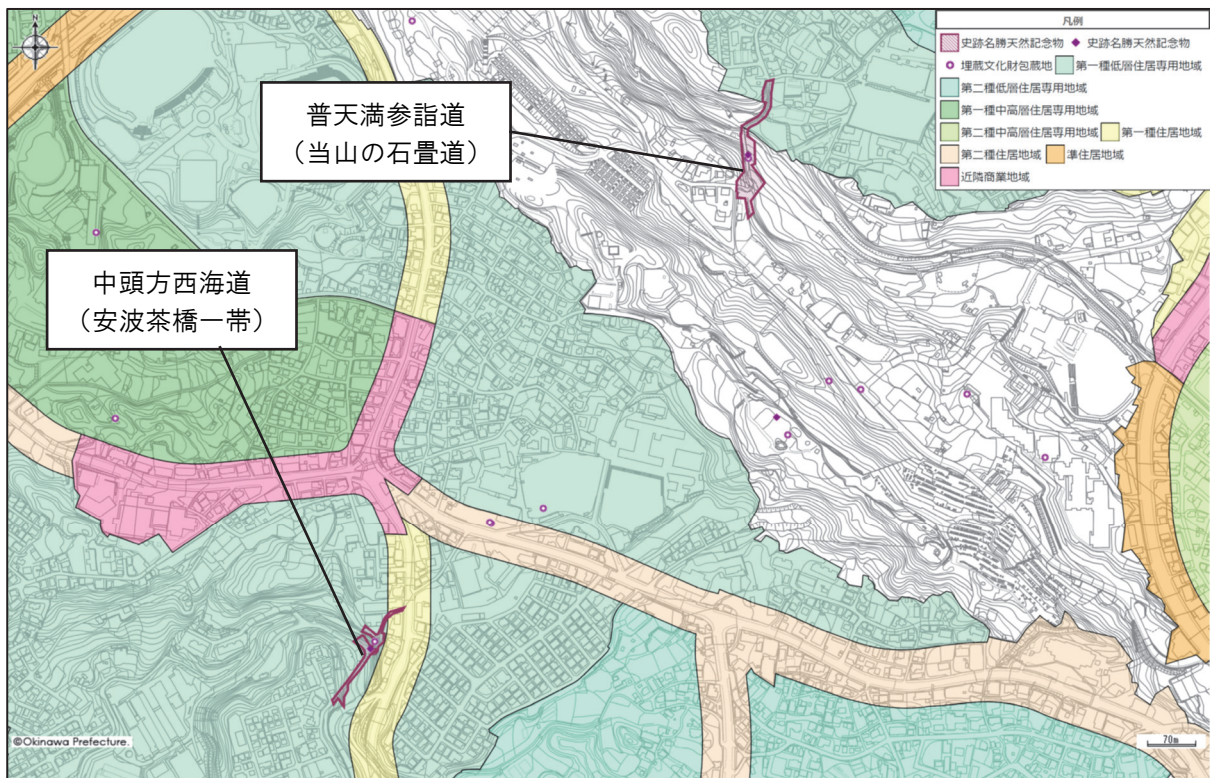 N
凡例
史跡名勝天然記念物 史跡名勝天然記念物
埋蔵文化財包蔵地 第一種低層住居専用地域
第二種低層住居専用地域
第一種中高層住居専用地域
第二種中高層住居専用地域 第一種住居地域
第二種住居地域 準住居地域
近隣商業地域
普天満参詣道
（当山の石畳道）
中頭方西海道
（安波茶橋一帯）
©Okinawa Prefecture.
70m